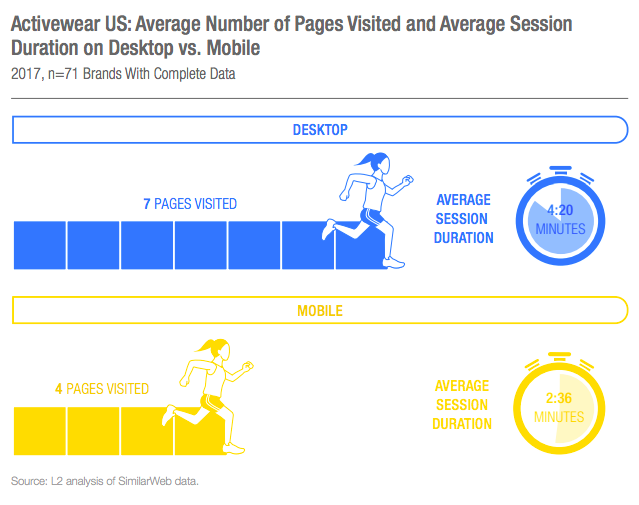 Activewear US: Average Number of Pages Visited and Average Session
Duration on Desktop vs. Mobile
2017, n=71 Brands With Complete Data
DESKTOP
7 PAGES VISITED
AVERAGE
SESSION
DURATION
4:20
MINUTES
MOBILE
4 PAGES VISITED
AVERAGE
SESSION
DURATION
2:36
MINUTES
Source: L2 analysis of SimilarWeb data.